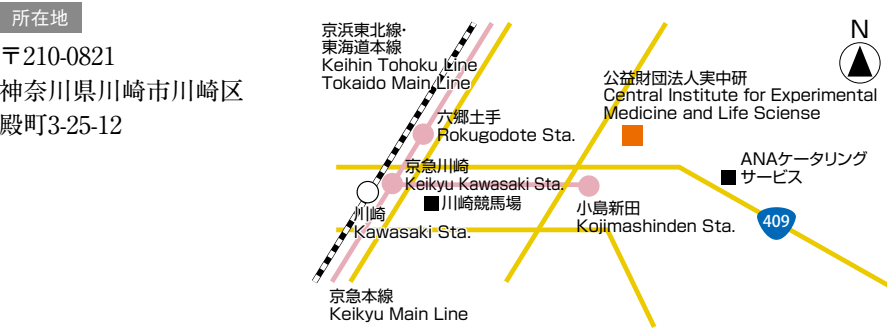 所在地
〒210-0821
神奈川県川崎市川崎区
殿町3-25-12
京浜東北線・
東海道本線
Keihin Tohoku Line
Tokaido Main Line
N
公益財団法人実中研
Central Institute for Experimental
Medicine and Life Sciense
六郷土手
Rokugodote Sta.
京急川崎
Keikyu Kawasaki Sta.
ANAケータリング
サービス
川崎競馬場
川崎
Kawasaki Sta.
小島新田
Kojimashinden Sta.
409
京急本線
Keikyu Main Line